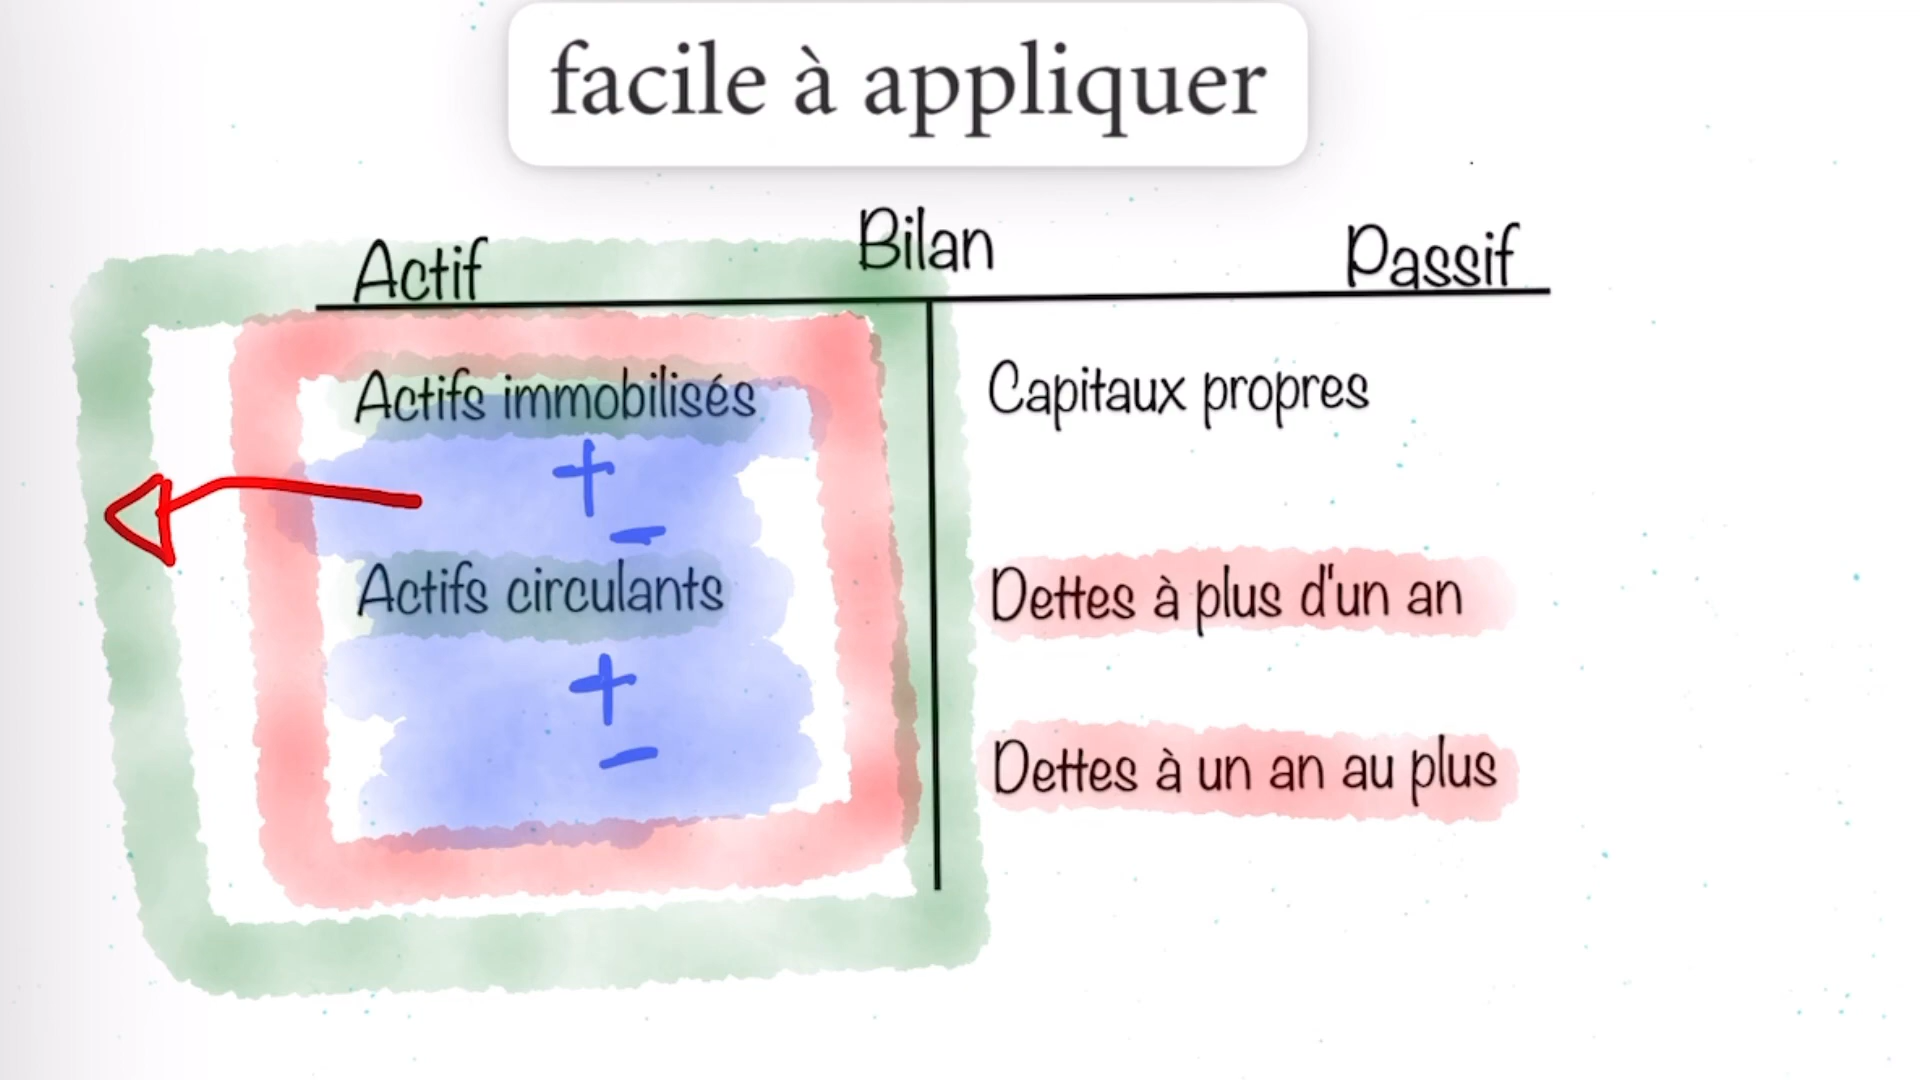 facile à appliquer
Actif Bilan Passif
Actifs immobilisés Capitaux propres
+
-
Actifs circulants Dettes à plus d'un an
+
-
Dettes à un an au plus